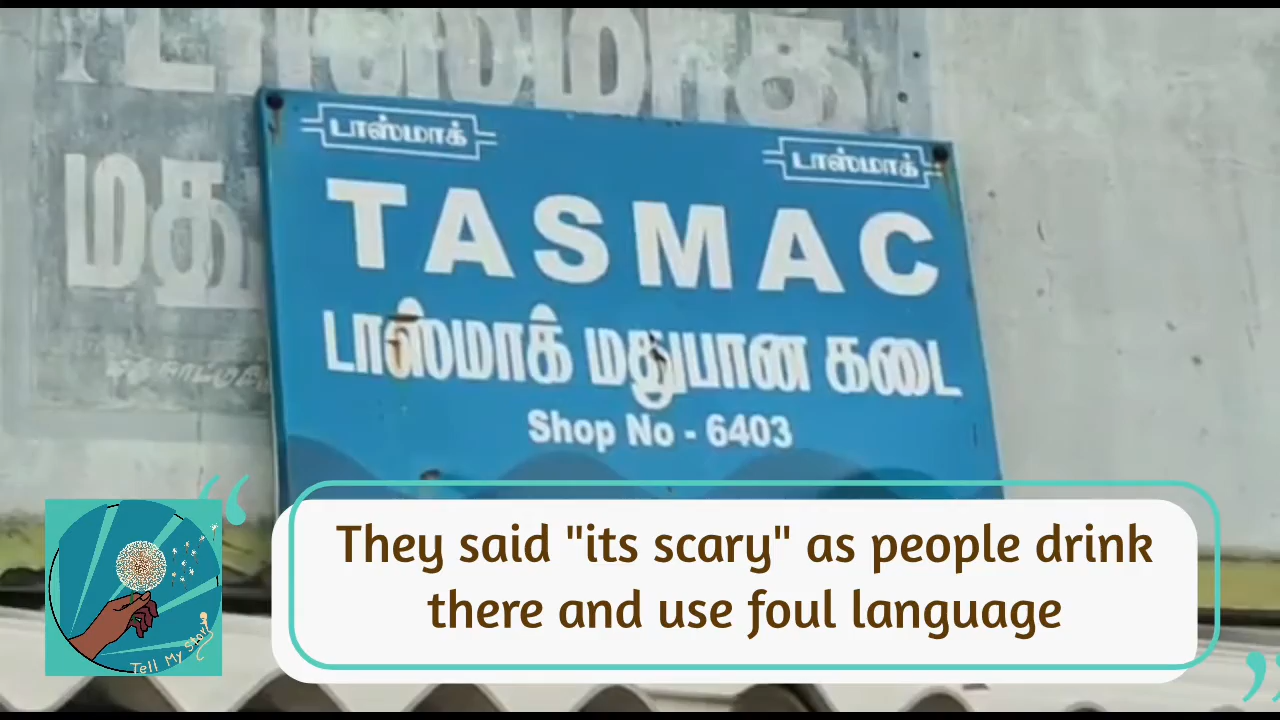 டாஸ்மாக்
மது
டாஸ்மாக்
டாஸ்மாக்
TASMAC
டாஸ்மாக் மதுபான கடை
Shop No - 6403
They said "its scary" as people drink
there and use foul language
Tell My Story